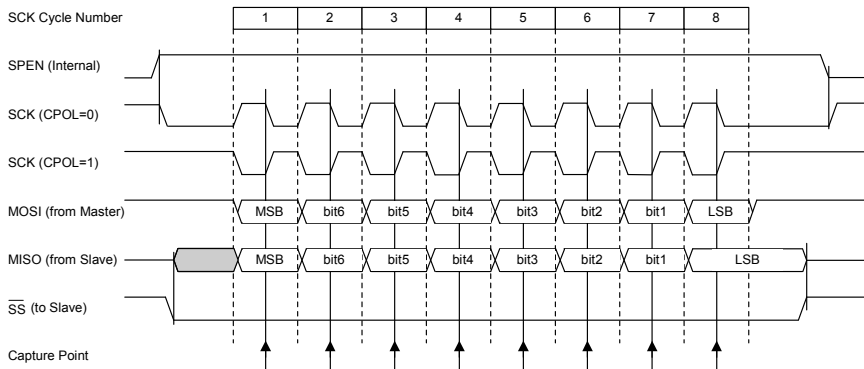 SCK Cycle Number 1 2 3 4 5 6 7 8
SPEN (Internal)
SCK (CPOL=0)
SCK (CPOL=1)
MOSI (from Master) MSB bit6 bit5 bit4 bit3 bit2 bit1 LSB
MISO (from Slave) MSB bit6 bit5 bit4 bit3 bit2 bit1 LSB
SS (to Slave)
Capture Point